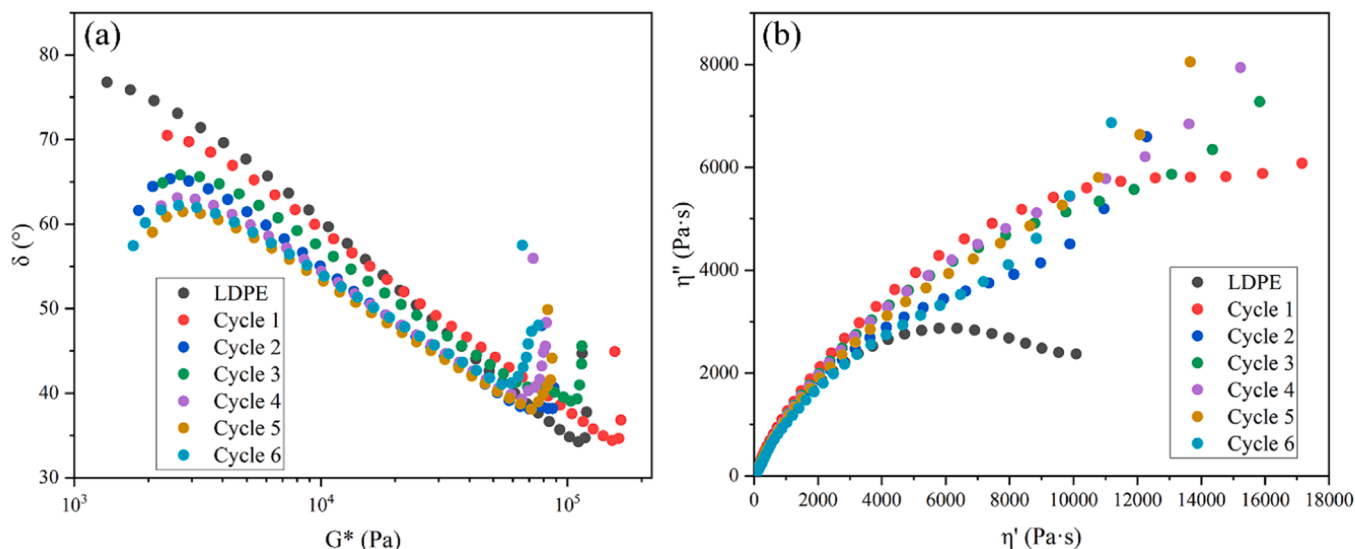 (a)
80
70
60
50
40
30
δ (°)
LDPE
Cycle 1
Cycle 2
Cycle 3
Cycle 4
Cycle 5
Cycle 6
10³
10⁴
10⁵
G* (Pa)
(b)
8000
6000
4000
2000
0
η'' (Pa·s)
LDPE
Cycle 1
Cycle 2
Cycle 3
Cycle 4
Cycle 5
Cycle 6
0 2000 4000 6000 8000 10000 12000 14000 16000 18000
η' (Pa·s)